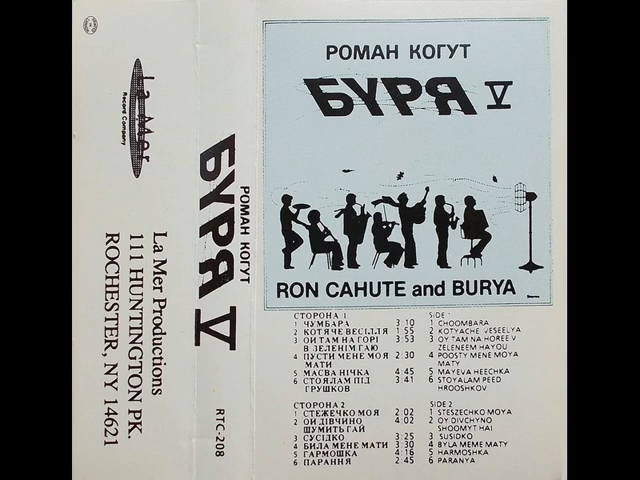 La Mer
Record Company
La Mer Productions
111 HUNTINGTON PK.
ROCHESTER, NY 14621
РОМАН КОГУТ
БУРЯ V
RTC-208
РОМАН КОГУТ
БУРЯ V
RON CAHUTE and BURYA
СТОРОНА 1
1 ЧУМБАРА 3:10
2 КОТЯЧЕ ВЕСІЛЛЯ 1:55
3 ОИ ТАМ НА ГОРІ 3:53
В ЗЕЛЕНІМ ГАЮ
4 ПУСТИ МЕНЕ МОЯ 2:30
МАТИ
5 МАЄВА НІЧКА 4:45
6 СТОЯЛАМ ПІД 3:41
ГРУШКОВ
СТОРОНА 2
1 СТЕЖЕЧКО МОЯ 2:02
2 ОИ ДІВЧИНО 4:02
ШУМИТЬ ГАЙ
3 СУСІДКО 3:25
4 БИЛА МЕНЕ МАТИ 3:30
5 ГАРМОШКА 4:16
6 ПАРАННЯ 2:45
SIDE 1
1 CHOOMBARA
2 KOTYACHE VESEELYA
3 OY TAM NA HOREE V
ZELENEEM HAYOU
4 POOSTY MENE MOYA
MATY
5 MAYEVA HEECHKA
6 STOYALAM PEED
HROOSHKOV
SIDE 2
1 STESZECHKO MOYA
2 OY DIVCHYNO
SHOOMYT HAI
3 SUSIDKO
4 BYLA MEME MATY
5 HARMOSHKA
6 PARANYA